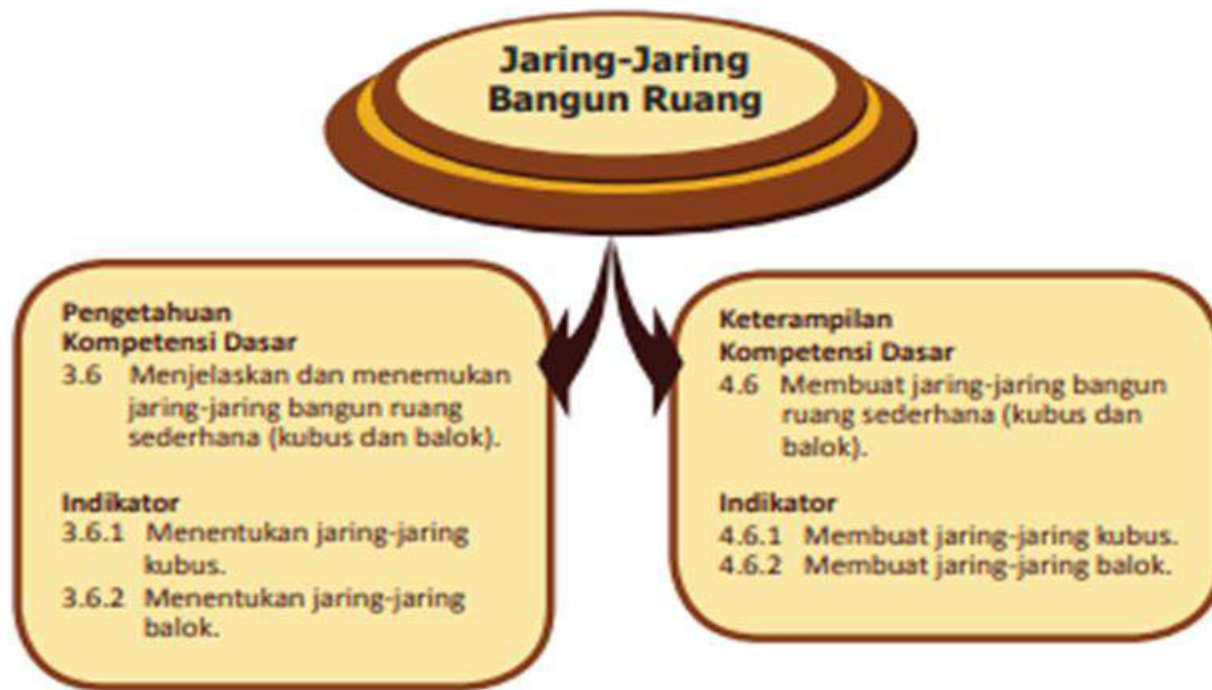 Jaring-Jaring
Bangun Ruang
Pengetahuan
Kompetensi Dasar
3.6 Menjelaskan dan menemukan
jaring-jaring bangun ruang
sederhana (kubus dan balok).
Indikator
3.6.1 Menentukan jaring-jaring
kubus.
3.6.2 Menentukan jaring-jaring
balok.
Keterampilan
Kompetensi Dasar
4.6 Membuat jaring-jaring bangun
ruang sederhana (kubus dan
balok).
Indikator
4.6.1 Membuat jaring-jaring kubus.
4.6.2 Membuat jaring-jaring balok.